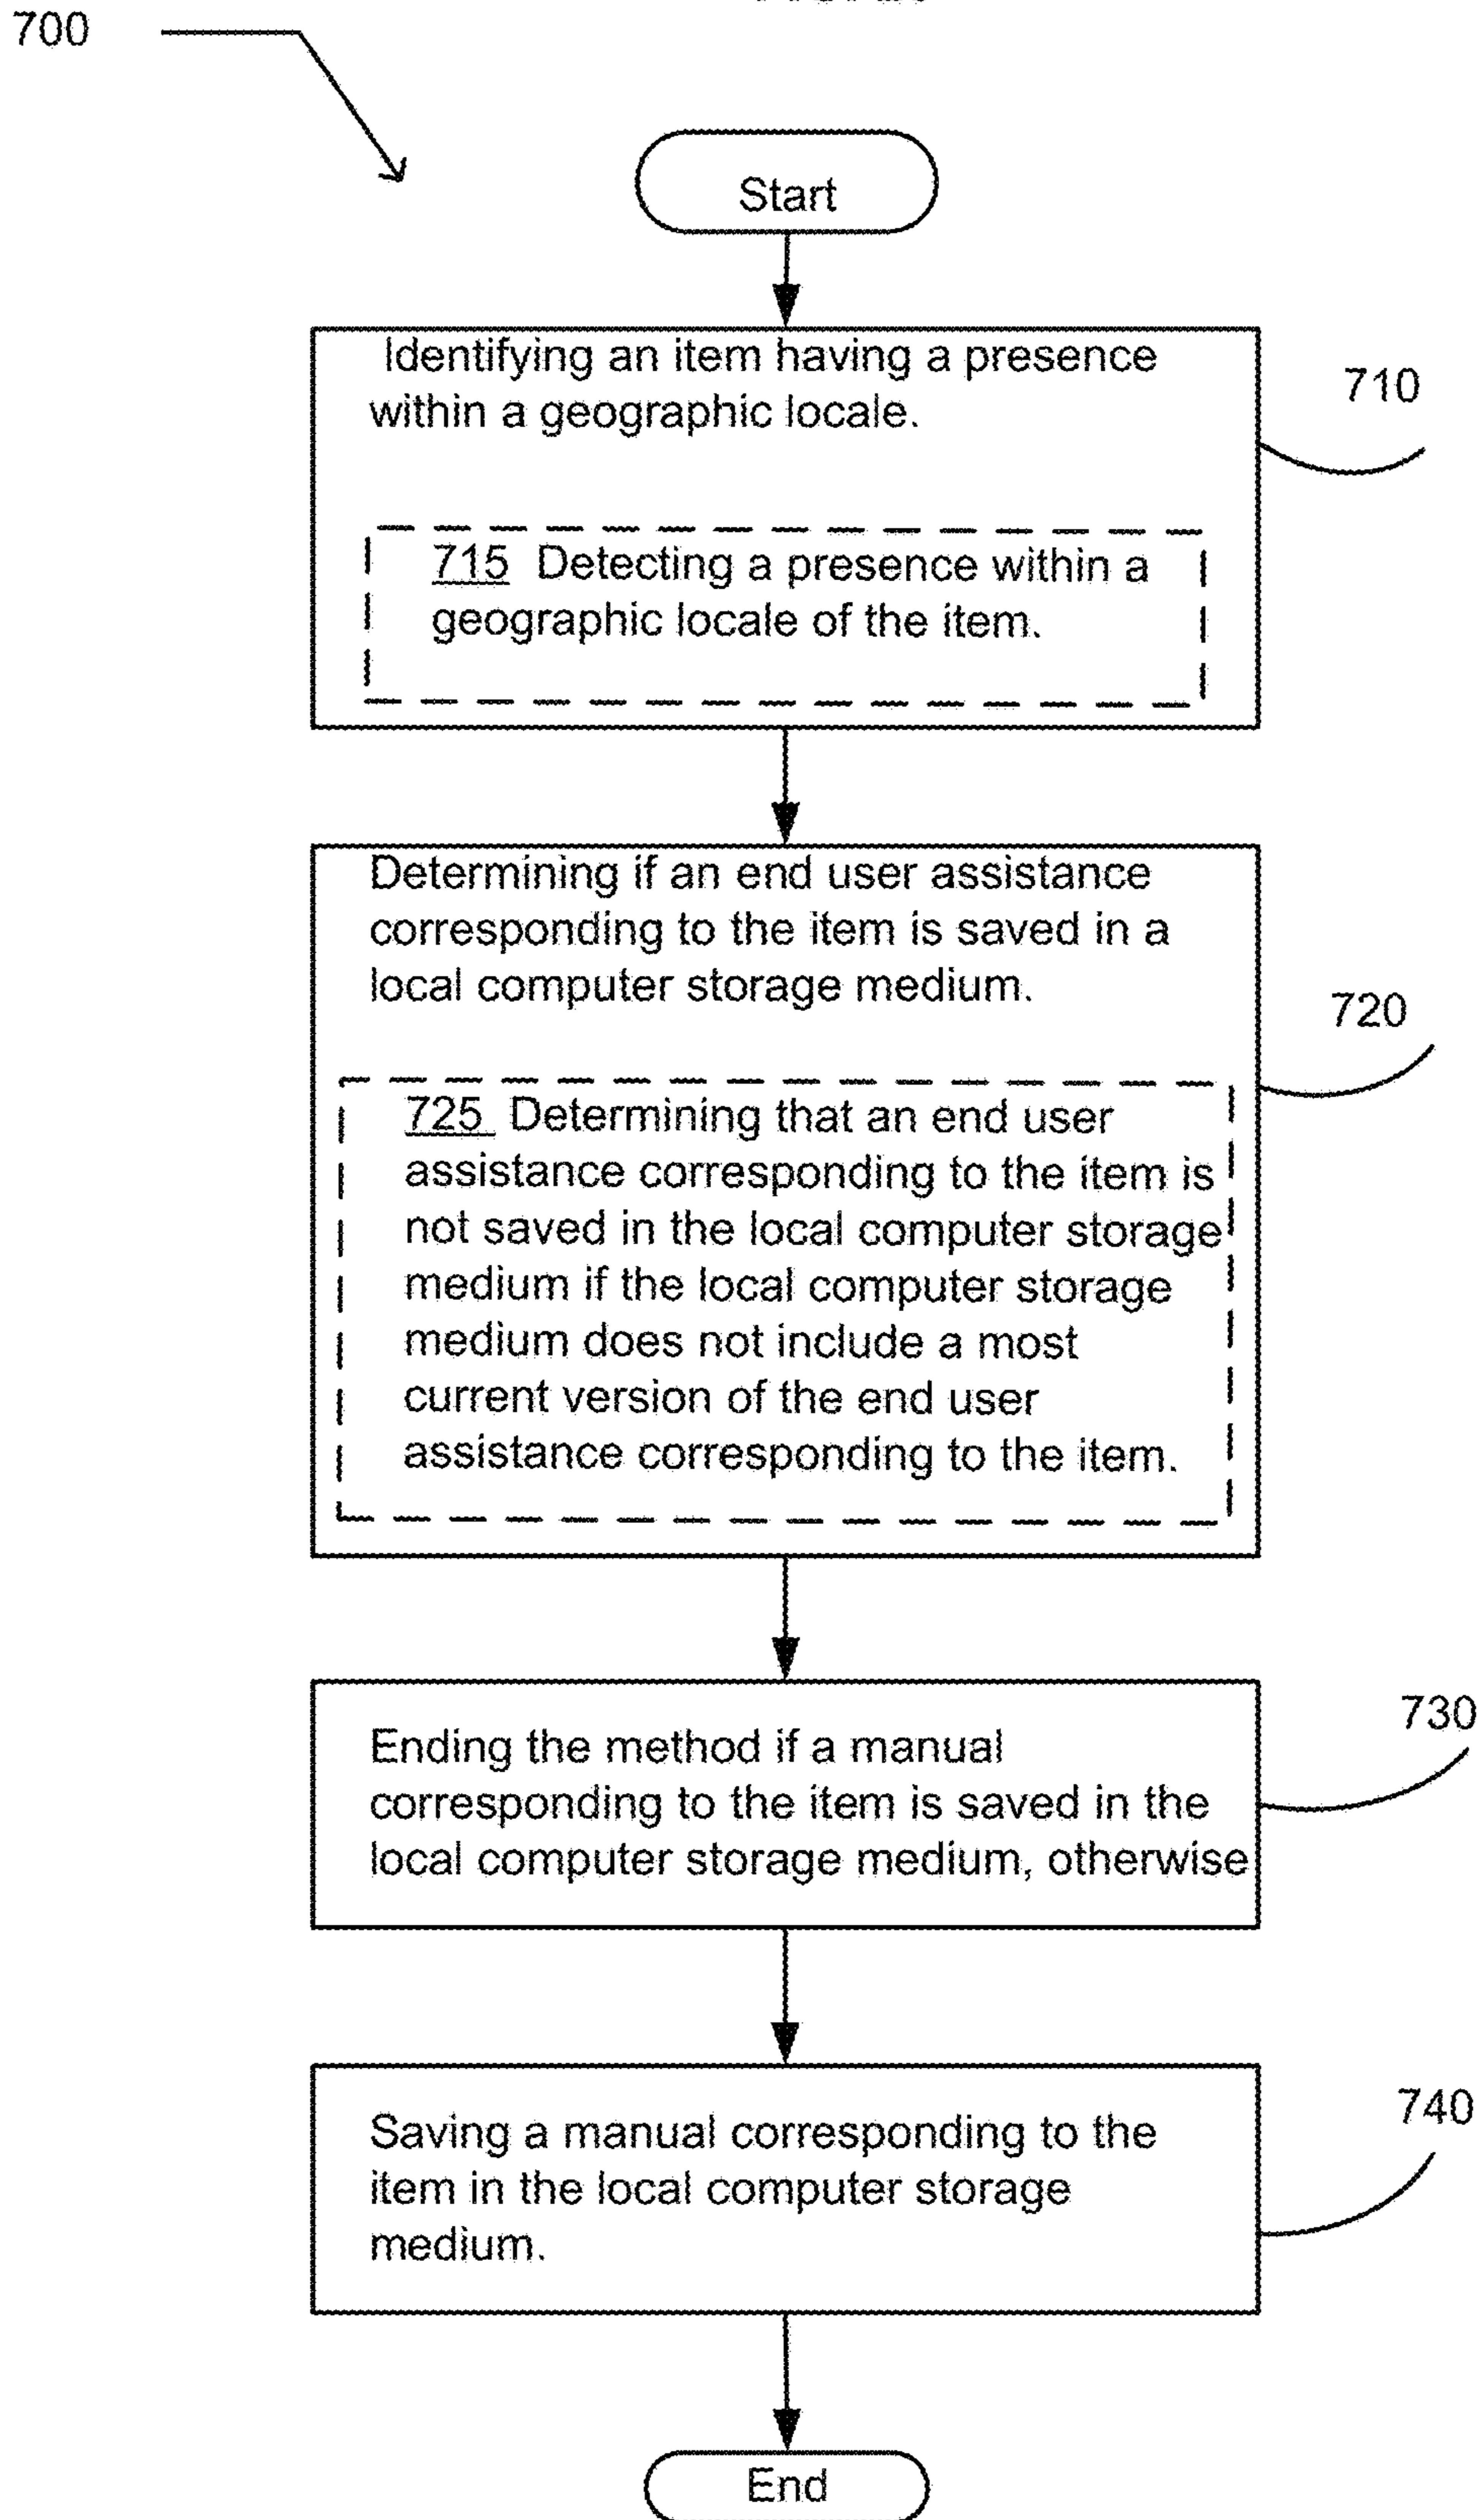 700
Start
Identifying an item having a presence
within a geographic locale.
710
715 Detecting a presence within a
geographic locale of the item.
Determining if an end user assistance
corresponding to the item is saved in a
local computer storage medium.
720
725 Determining that an end user
assistance corresponding to the item is
not saved in the local computer storage
medium if the local computer storage
medium does not include a most
current version of the end user
assistance corresponding to the item.
730
Ending the method if a manual
corresponding to the item is saved in the
local computer storage medium, otherwise
740
Saving a manual corresponding to the
item in the local computer storage
medium.
End